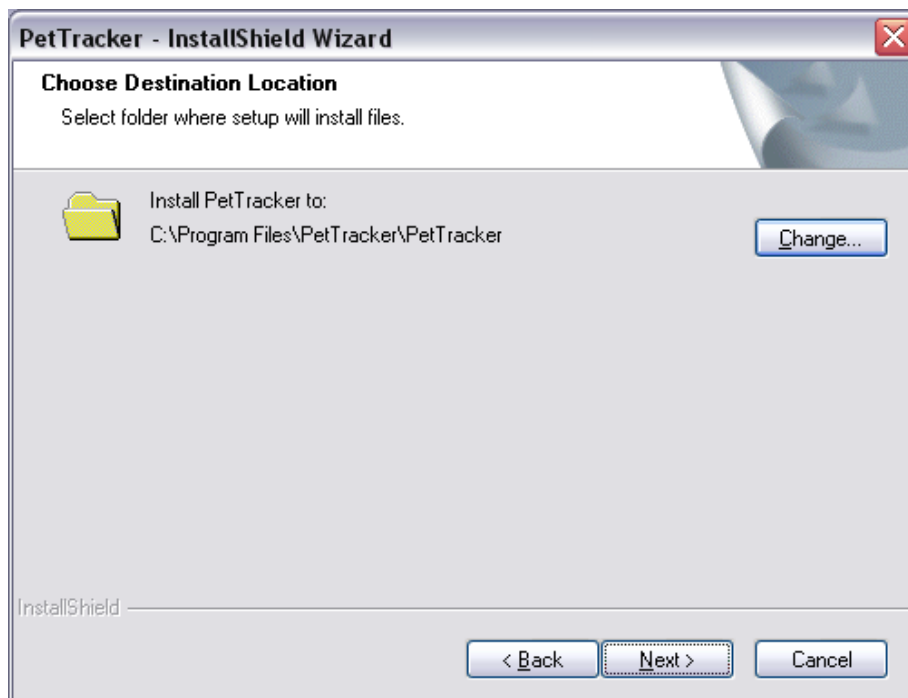 PetTracker - InstallShield Wizard
Choose Destination Location
Select folder where setup will install files.
Install PetTracker to:
C:\Program Files\PetTracker\PetTracker
Change...
InstallShield
< Back
Next >
Cancel